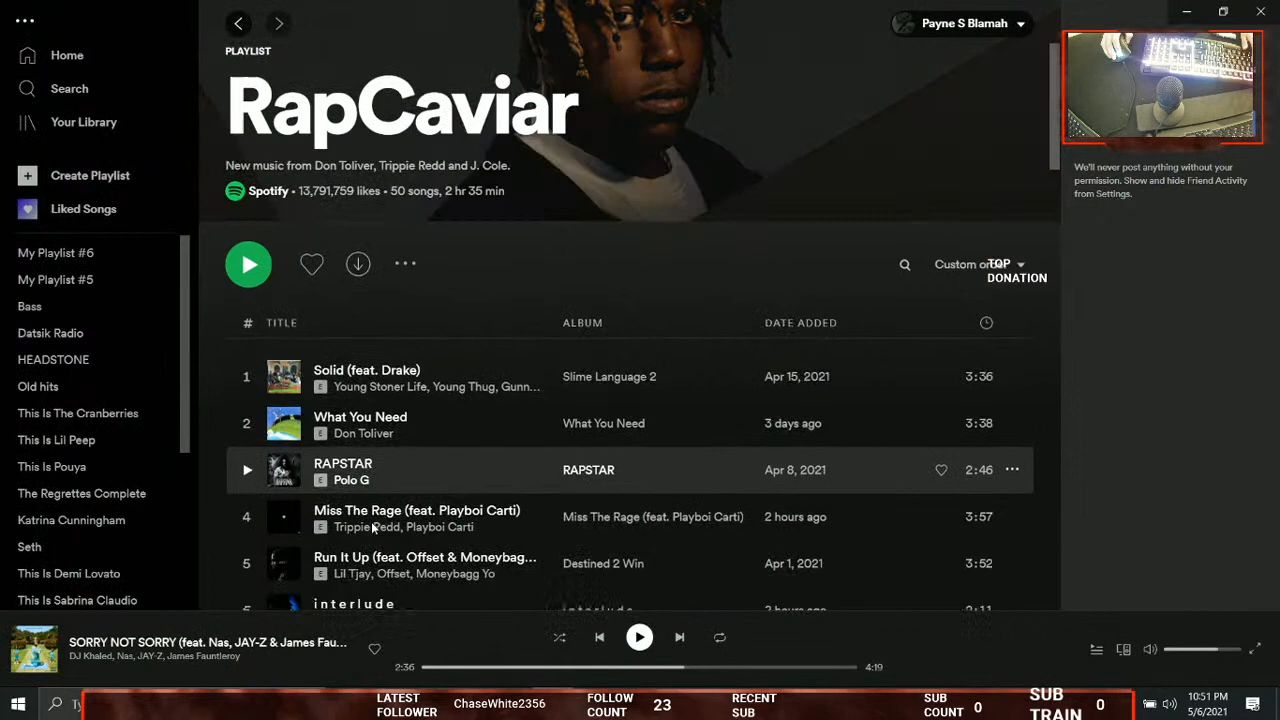 Payne S Blamah
Home
Search
Your Library
Create Playlist
Liked Songs
My Playlist #6
My Playlist #5
Bass
Datsik Radio
HEADSTONE
Old hits
This Is The Cranberries
This Is Lil Peep
This Is Pouya
The Regrettes Complete
Katrina Cunningham
Seth
This Is Demi Lovato
This Is Sabrina Claudio
PLAYLIST
RapCaviar
New music from Don Toliver, Trippie Redd and J. Cole.
Spotify • 13,791,759 likes • 50 songs, 2 hr 35 min
Custom order
TOP
DONATION
# TITLE ALBUM DATE ADDED
1 Solid (feat. Drake) Slime Language 2 Apr 15, 2021 3:36
E Young Stoner Life, Young Thug, Gunn...
2 What You Need What You Need 3 days ago 3:38
E Don Toliver
RAPSTAR RAPSTAR Apr 8, 2021 2:46
E Polo G
4 Miss The Rage (feat. Playboi Carti) Miss The Rage (feat. Playboi Carti) 2 hours ago 3:57
E Trippie Redd, Playboi Carti
5 Run It Up (feat. Offset & Moneybag... Destined 2 Win Apr 1, 2021 3:52
E Lil Tjay, Offset, Moneybagg Yo
i n t e r l u d e i n t e r l u d e 2 hours ago 2:11
We'll never post anything without your
permission. Show and hide Friend Activity
from Settings.
SORRY NOT SORRY (feat. Nas, JAY-Z & James Fau...
DJ Khaled, Nas, JAY-Z, James Fauntleroy
2:36 4:19
Ty
LATEST
FOLLOWER
ChaseWhite2356
FOLLOW
COUNT
23
RECENT
SUB
SUB
COUNT
0
SUB
TRAIN
0
10:51 PM
5/6/2021